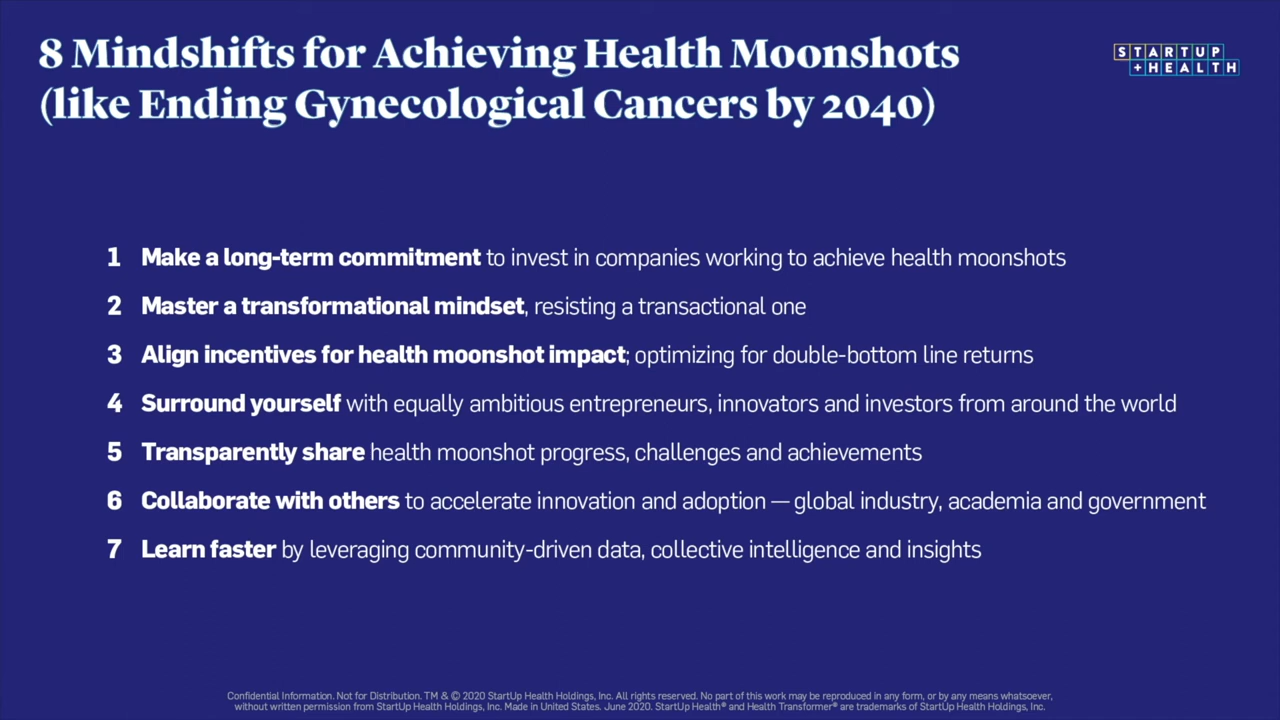 8 Mindshifts for Achieving Health Moonshots
(like Ending Gynecological Cancers by 2040)
STARTUP
+HEALTH
1 Make a long-term commitment to invest in companies working to achieve health moonshots
2 Master a transformational mindset, resisting a transactional one
3 Align incentives for health moonshot impact; optimizing for double-bottom line returns
4 Surround yourself with equally ambitious entrepreneurs, innovators and investors from around the world
5 Transparently share health moonshot progress, challenges and achievements
6 Collaborate with others to accelerate innovation and adoption — global industry, academia and government
7 Learn faster by leveraging community-driven data, collective intelligence and insights
Confidential Information. Not for Distribution. TM & © 2020 StartUp Health Holdings, Inc. All rights reserved. No part of this work may be reproduced in any form, or by any means whatsoever,
without written permission from StartUp Health Holdings, Inc. Made in United States. June 2020. StartUp Health® and Health Transformer® are trademarks of StartUp Health Holdings, Inc.